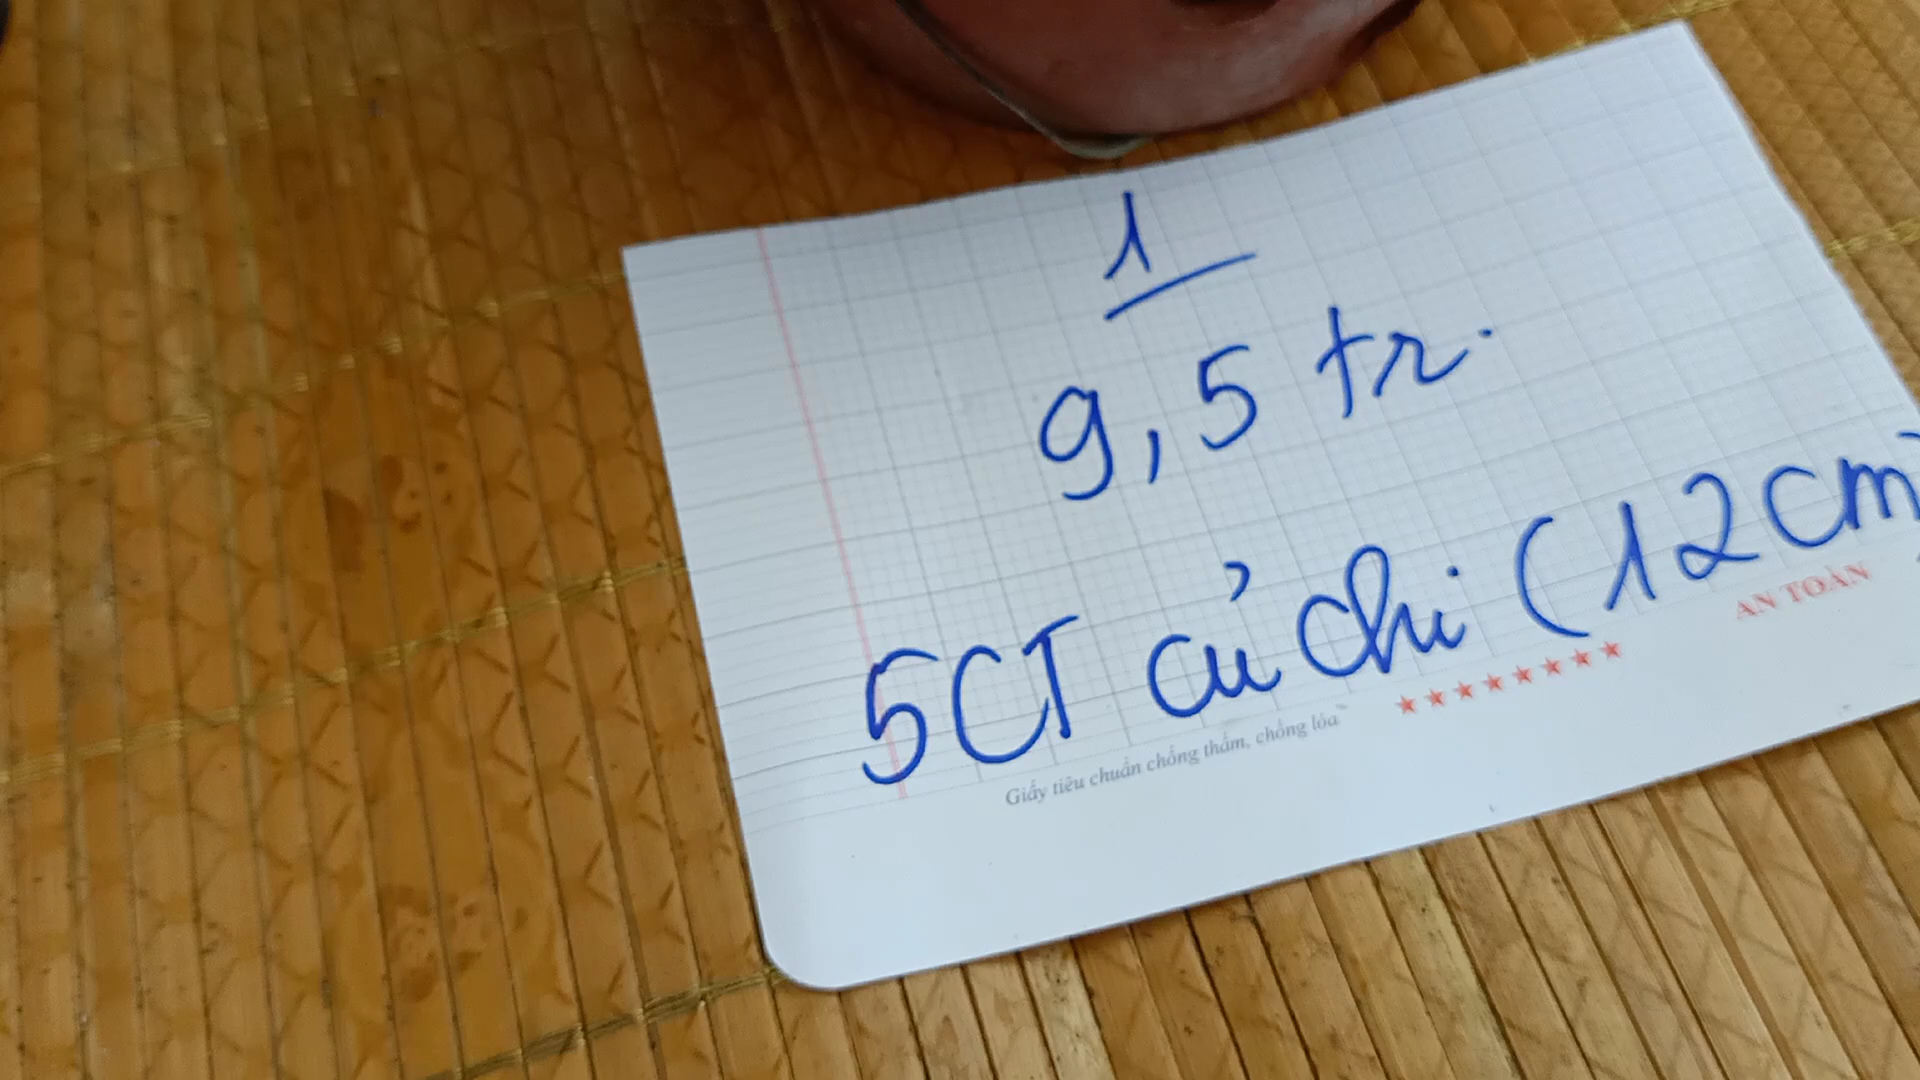 1
9,5 tr.
5CT củ chi (12cm)
AN TOÀN
Giấy tiêu chuẩn chống thấm, chống lóa